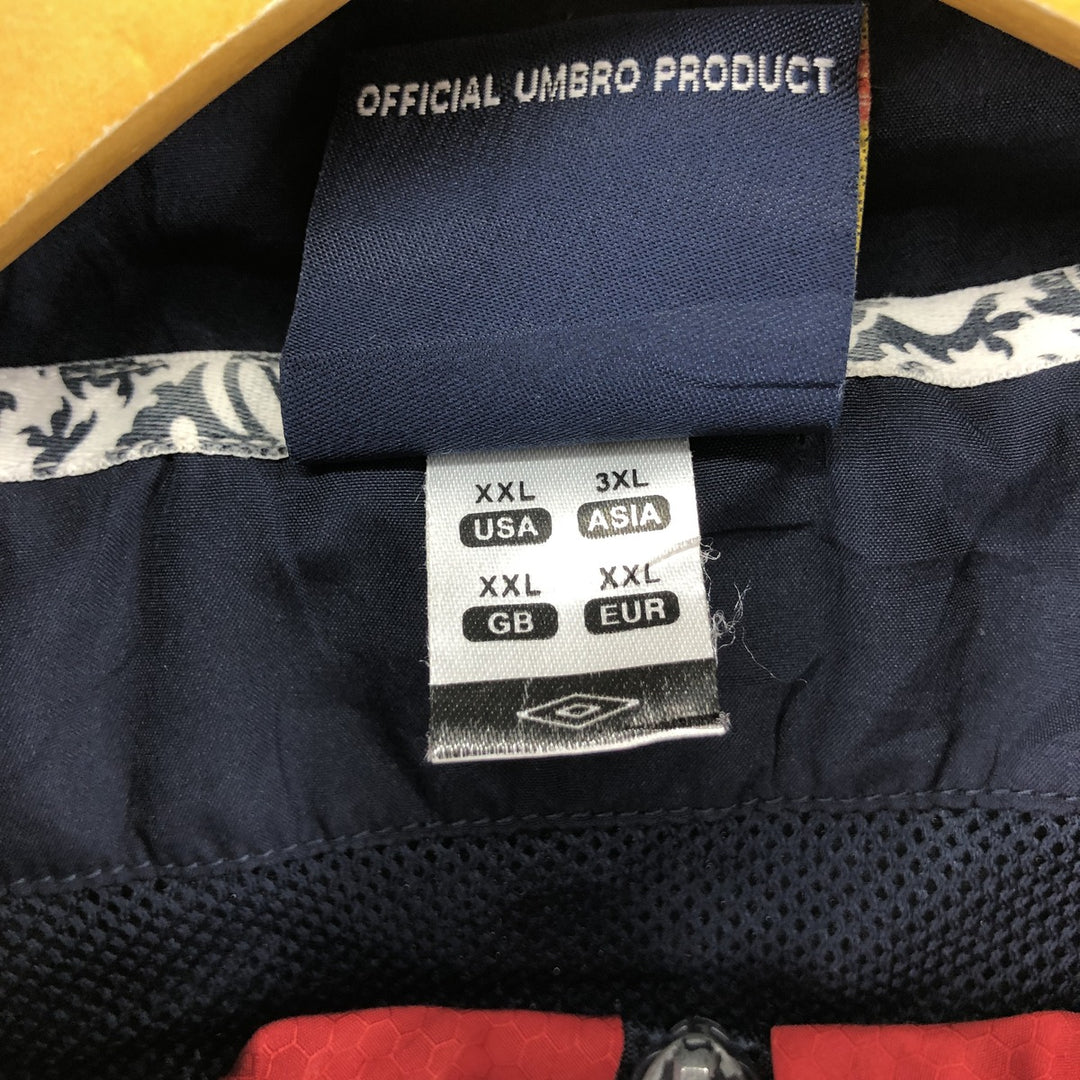 OFFICIAL UMBRO PRODUCT
XXL 3XL
USA ASIA
XXL XXL
GB EUR